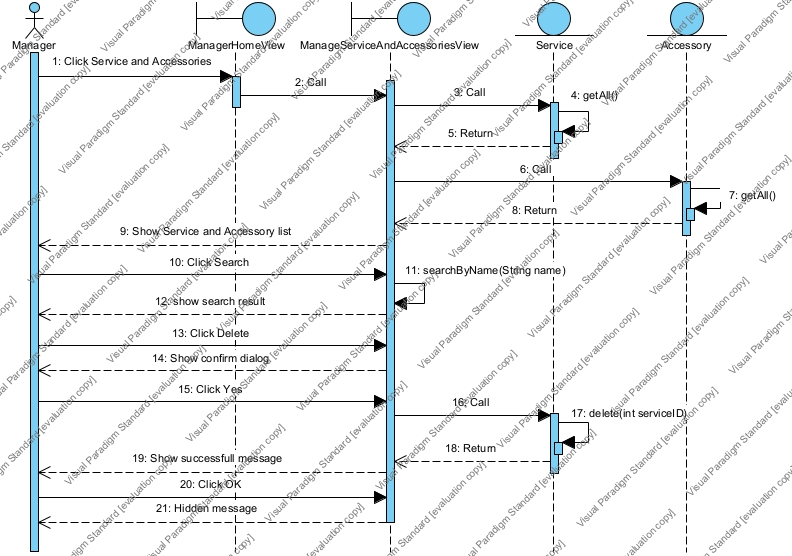 Manager
ManagerHomeView
ManageServiceAndAccessoriesView
Service
Accessory
1: Click Service and Accessories
2: Call
3: Call
4: getAll()
5: Return
6: Call
7: getAll()
8: Return
9: Show Service and Accessory list
10: Click Search
11: searchByName(String name)
12: show search result
13: Click Delete
14: Show confirm dialog
15: Click Yes
16: Call
17: delete(int serviceID)
18: Return
19: Show successfull message
20: Click OK
21: Hidden message
Visual Paradigm Standard [evaluation copy]